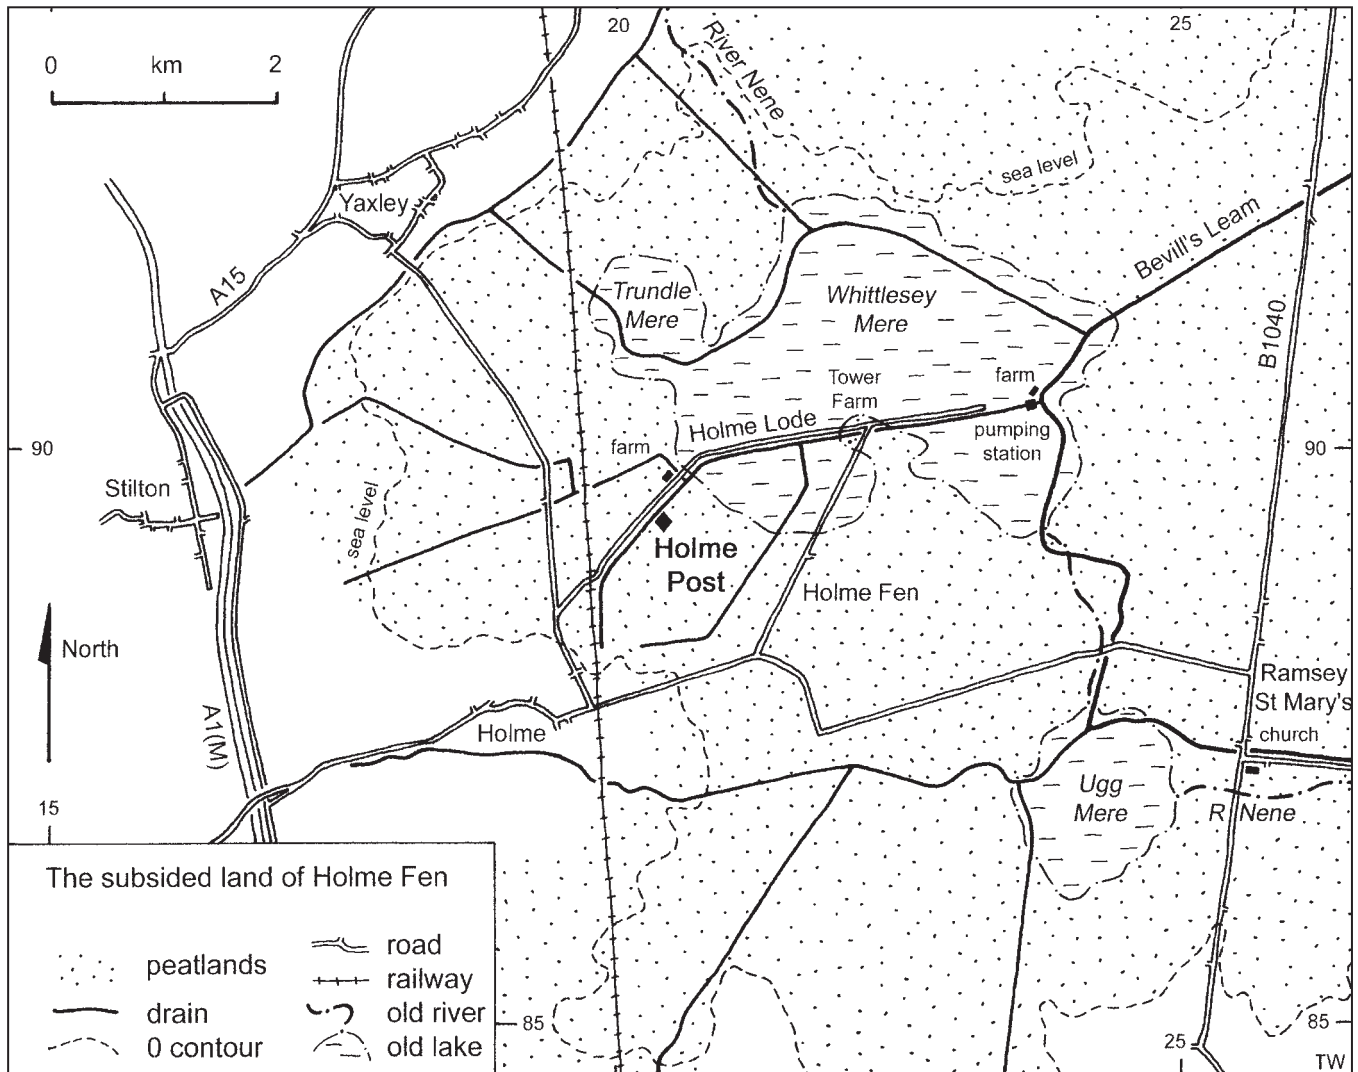 20
25
0 km 2
River Nene
sea level
Yaxley
Bevill's Leam
A15
Trundle
Mere
Whittlesey
Mere
B1040
Tower
Farm
farm
Holme Lode
90
farm
pumping
station
90
Stilton
sea level
Holme
Post
Holme Fen
North
Ramsey
St Mary's
church
A1(M)
Holme
Ugg
Mere
R Nene
15
The subsided land of Holme Fen
peatlands
drain
0 contour
road
railway
old river
old lake
85
85
25
TW